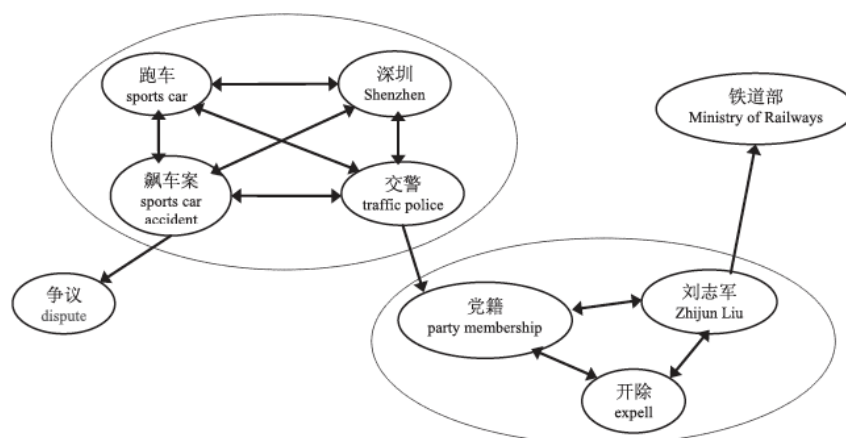 跑车
sports car
深圳
Shenzhen
铁道部
Ministry of Railways
飙车案
sports car
accident
交警
traffic police
争议
dispute
党籍
party membership
刘志军
Zhijun Liu
开除
expell